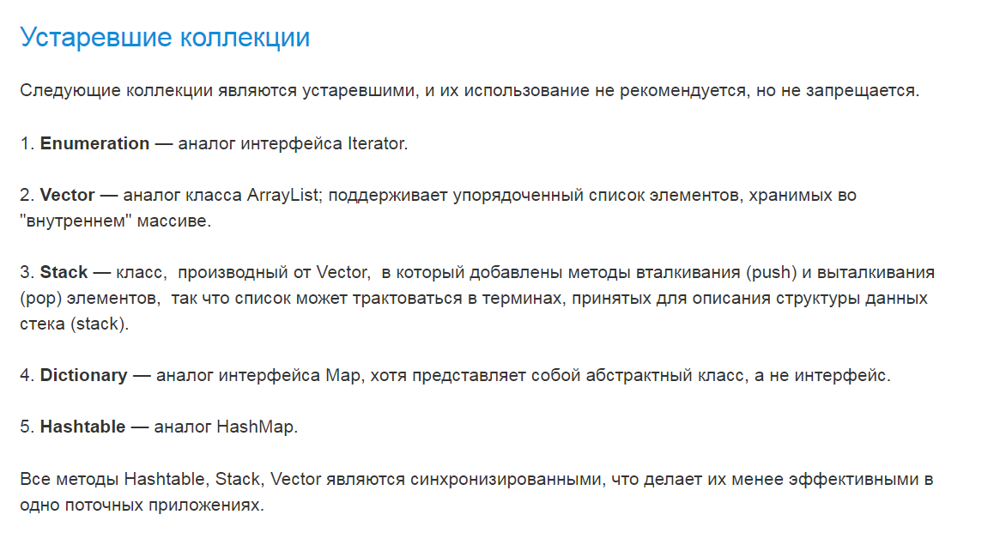 Устаревшие коллекции
Следующие коллекции являются устаревшими, и их использование не рекомендуется, но не запрещается.
1. Enumeration — аналог интерфейса Iterator.
2. Vector — аналог класса ArrayList; поддерживает упорядоченный список элементов, хранимых во
"внутреннем" массиве.
3. Stack — класс,  производный от Vector,  в который добавлены методы вталкивания (push) и выталкивания
(pop) элементов,  так что список может трактоваться в терминах, принятых для описания структуры данных
стека (stack).
4. Dictionary — аналог интерфейса Map, хотя представляет собой абстрактный класс, а не интерфейс.
5. Hashtable — аналог HashMap.
Все методы Hashtable, Stack, Vector являются синхронизированными, что делает их менее эффективными в
одно поточных приложениях.